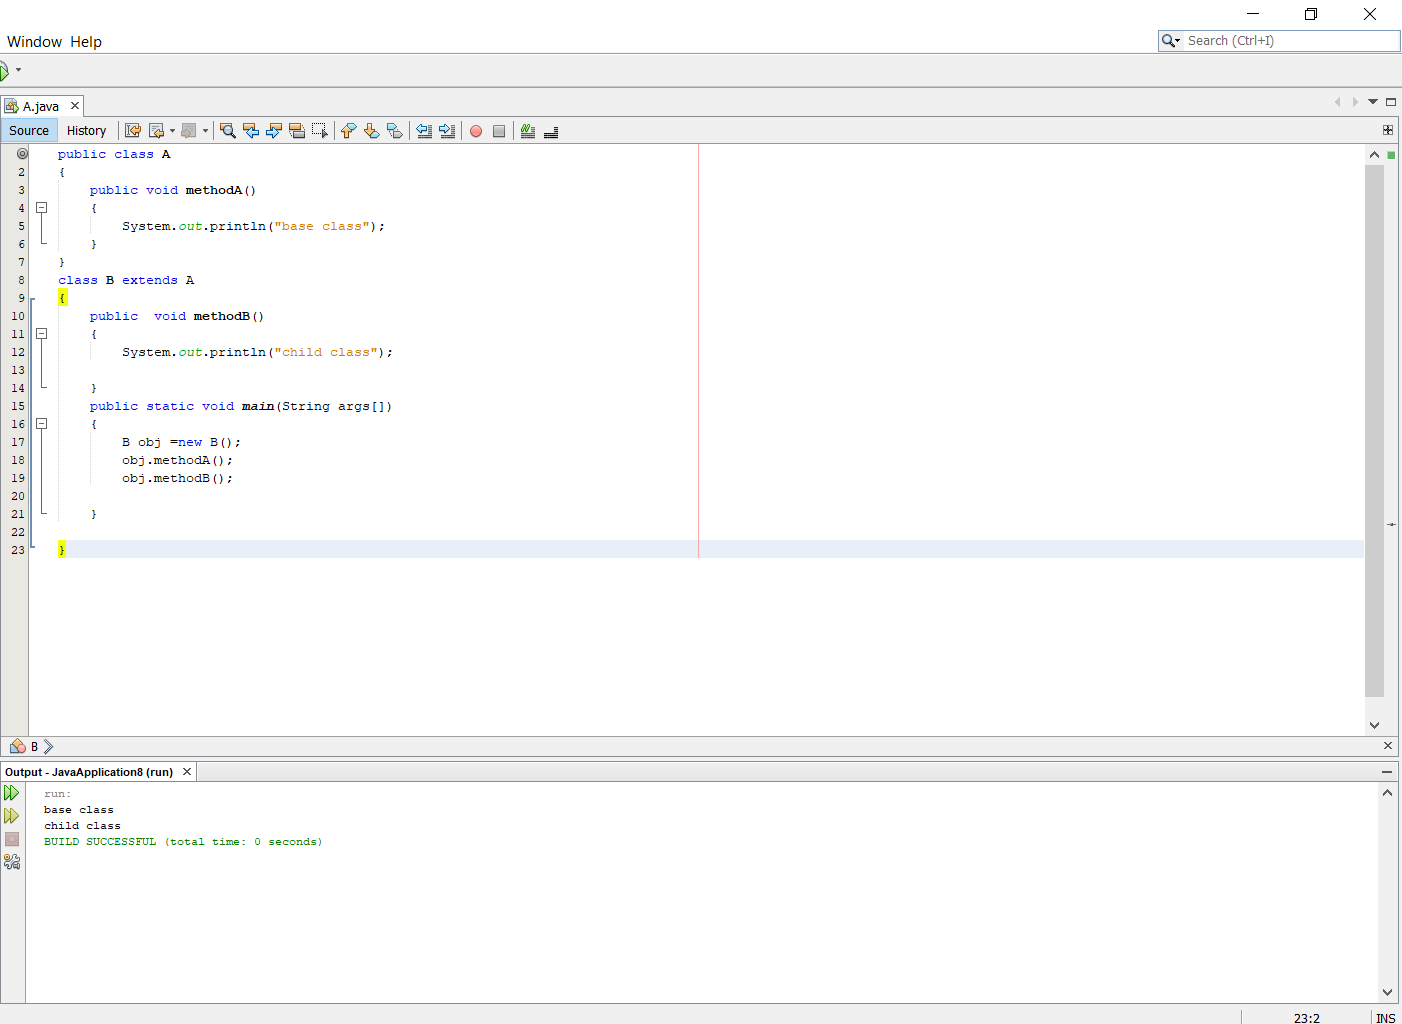 Window Help
Search (Ctrl+I)
A.java
Source History
public class A
2 {
3 public void methodA()
4 {
5 System.out.println("base class");
6 }
7 }
8 class B extends A
9 {
10 public  void methodB()
11 {
12 System.out.println("child class");
13
14 }
15 public static void main(String args[])
16 {
17 B obj =new B();
18 obj.methodA();
19 obj.methodB();
20
21 }
22
23 }
B
Output - JavaApplication8 (run)
run:
base class
child class
BUILD SUCCESSFUL (total time: 0 seconds)
23:2 INS